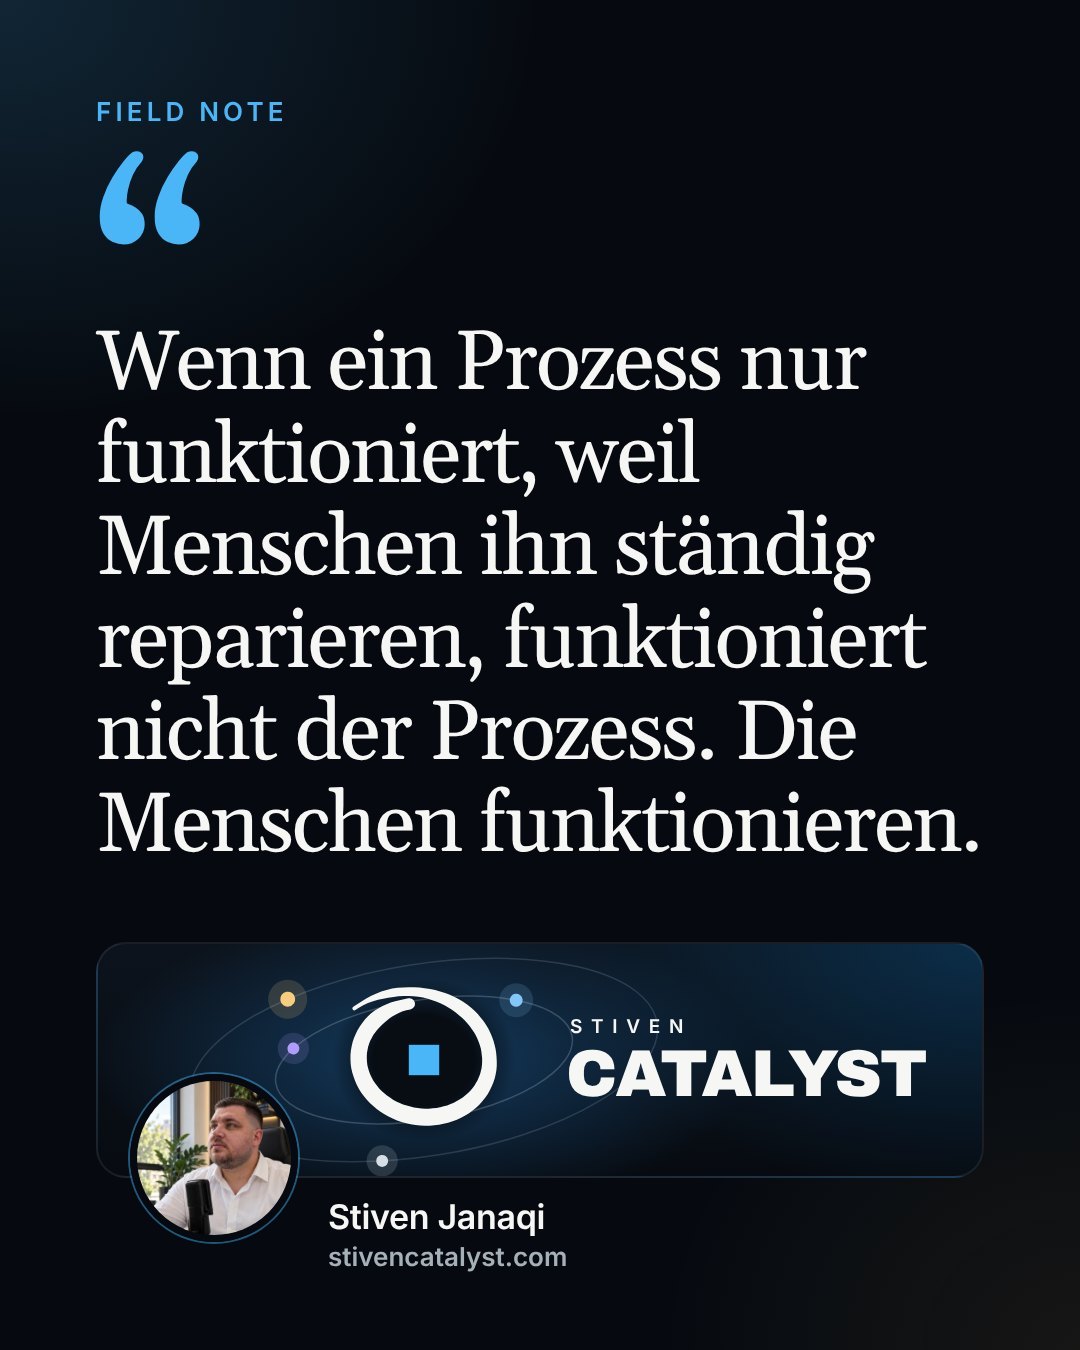 FIELD NOTE
“
Wenn ein Prozess nur
funktioniert, weil
Menschen ihn ständig
reparieren, funktioniert
nicht der Prozess. Die
Menschen funktionieren.
STIVEN
CATALYST
Stiven Janaqi
stivencatalyst.com